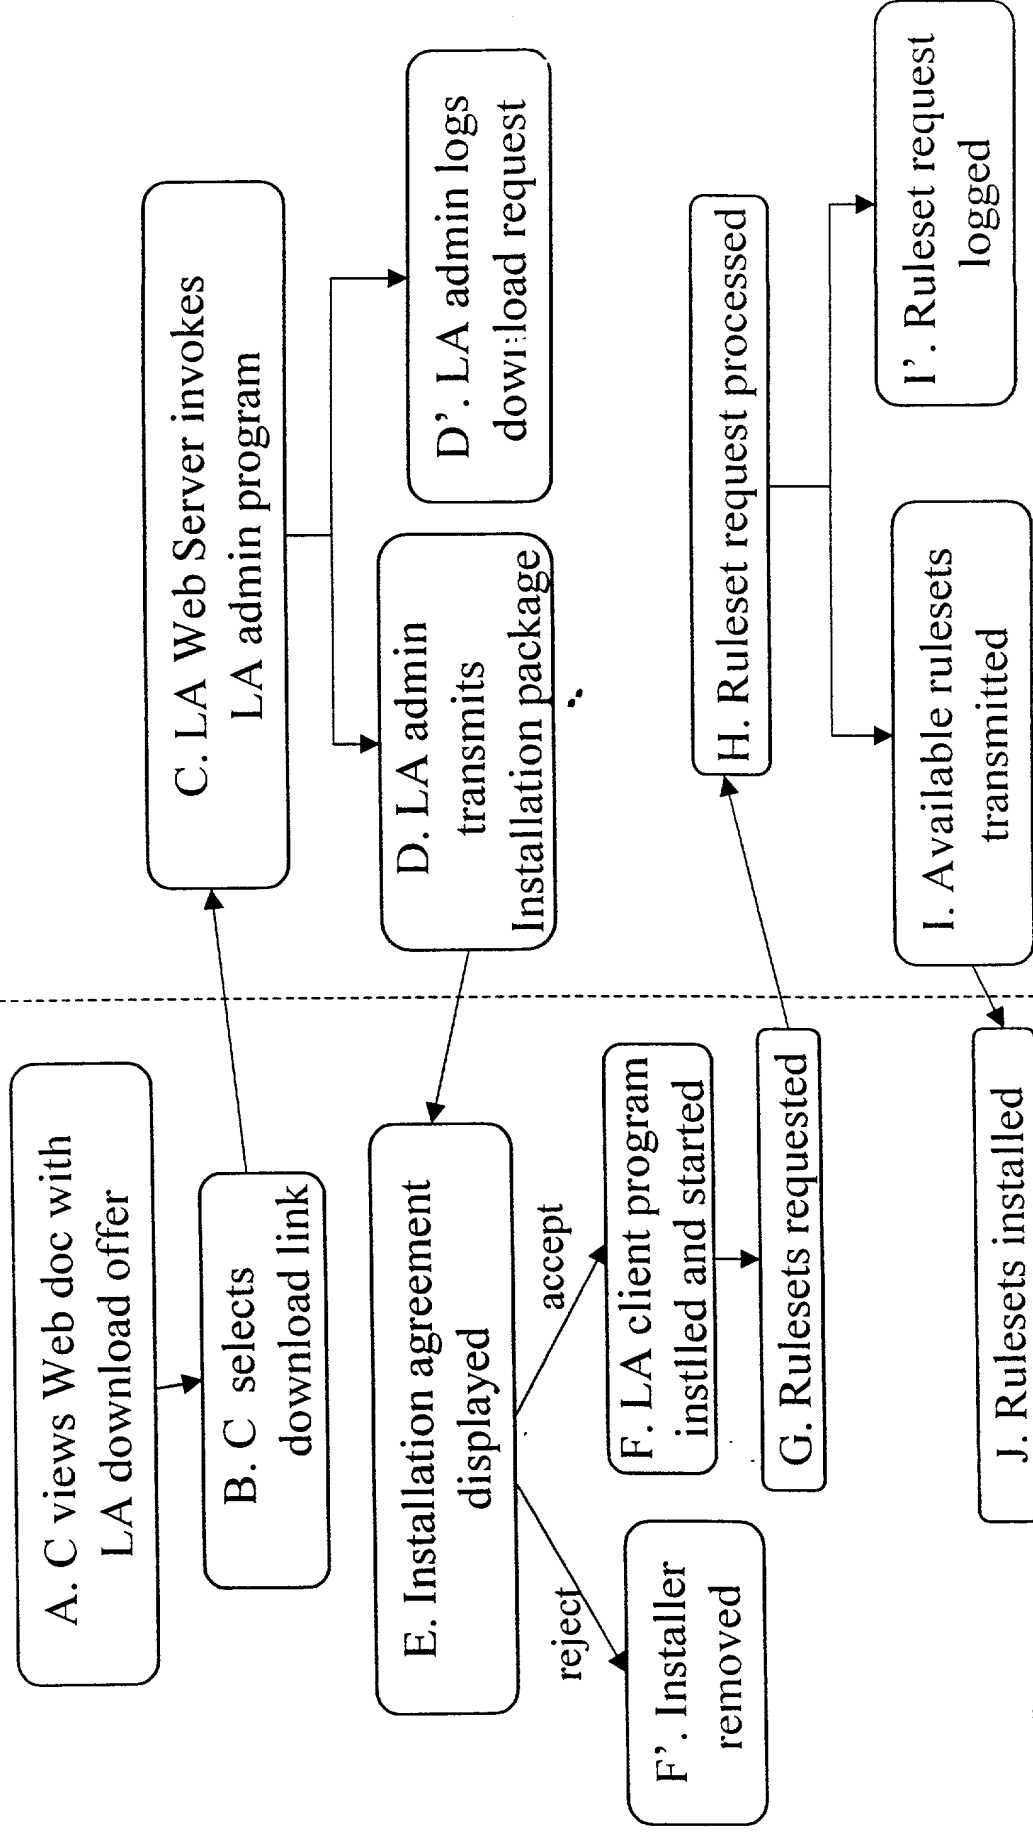 A. C views Web doc with
LA download offer
B. C selects
download link
C. LA Web Server invokes
LA admin program
D. LA admin
transmits
Installation package
D'. LA admin logs
download request
E. Installation agreement
displayed
reject
accept
F'. Installer
removed
F. LA client program
instlled and started
G. Rulesets requested
H. Ruleset request processed
I. Available rulesets
transmitted
I'. Ruleset request
logged
J. Rulesets installed